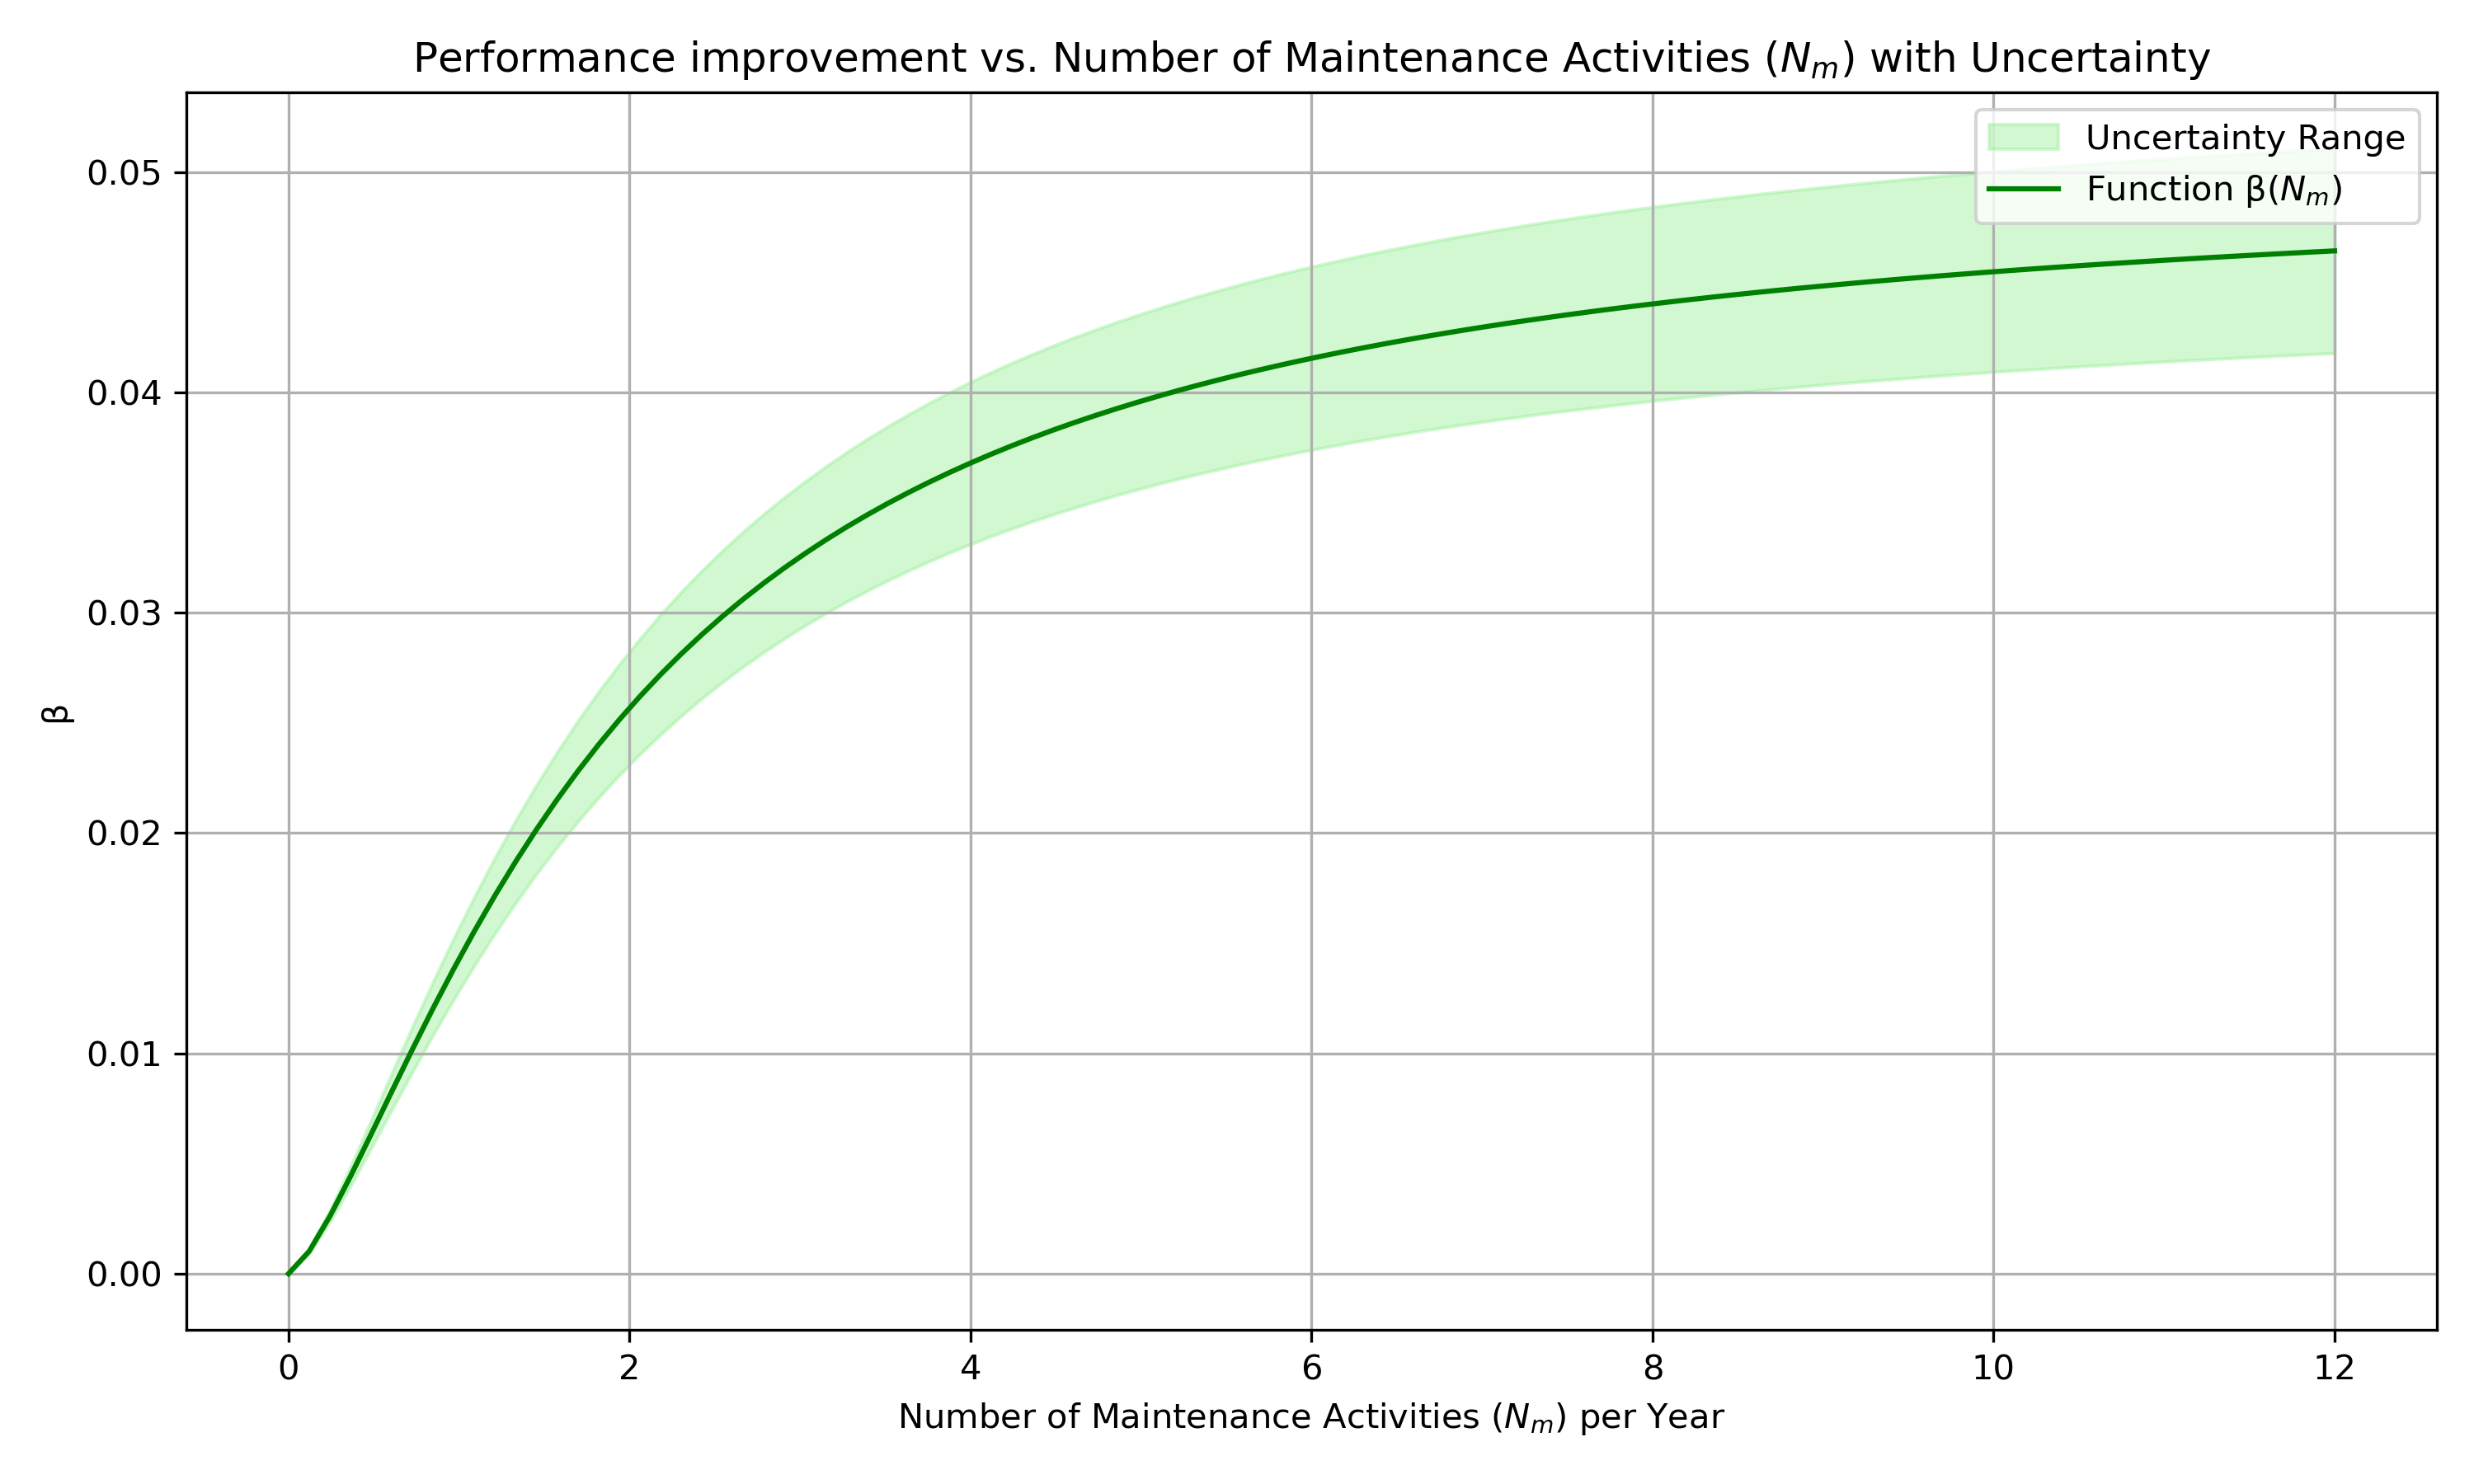 Performance improvement vs. Number of Maintenance Activities (Nm) with Uncertainty
Uncertainty Range
Function β(Nm)
0.05
0.04
0.03
0.02
0.01
0.00
β
0 2 4 6 8 10 12
Number of Maintenance Activities (Nm) per Year